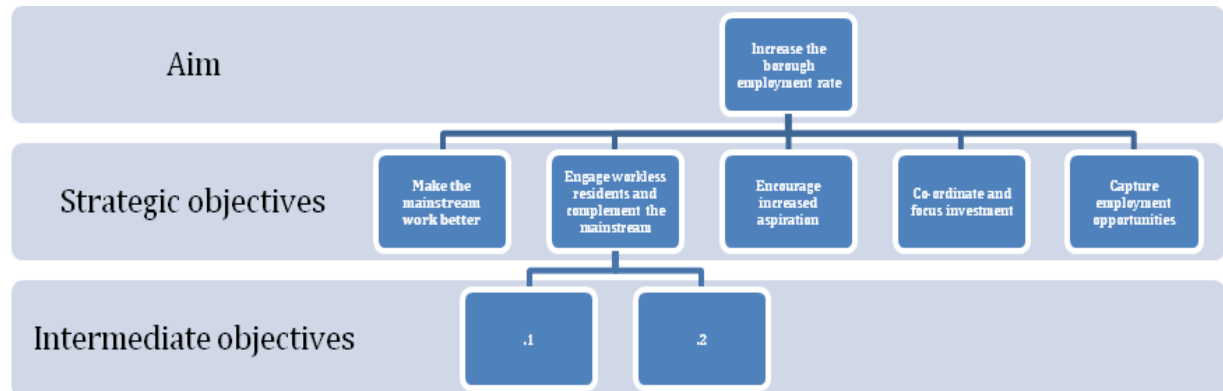 Aim
Increase the
borough
employment rate
Strategic objectives
Make the
mainstream
work better
Engage workless
residents and
complement the
mainstream
Encourage
increased
aspiration
Co-ordinate and
focus investment
Capture
employment
opportunities
Intermediate objectives
.1
.2